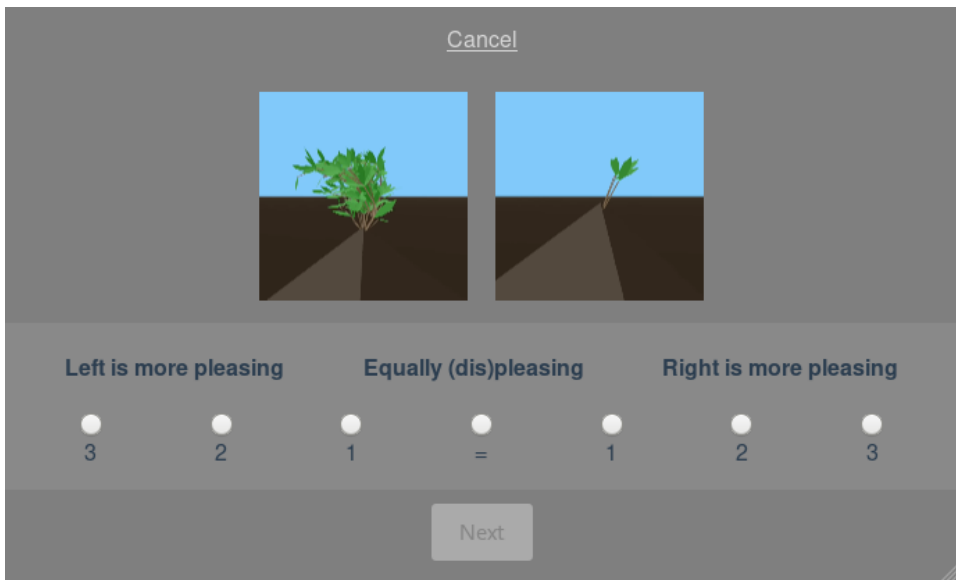 Cancel
Left is more pleasing Equally (dis)pleasing Right is more pleasing
3 2 1 = 1 2 3
Next